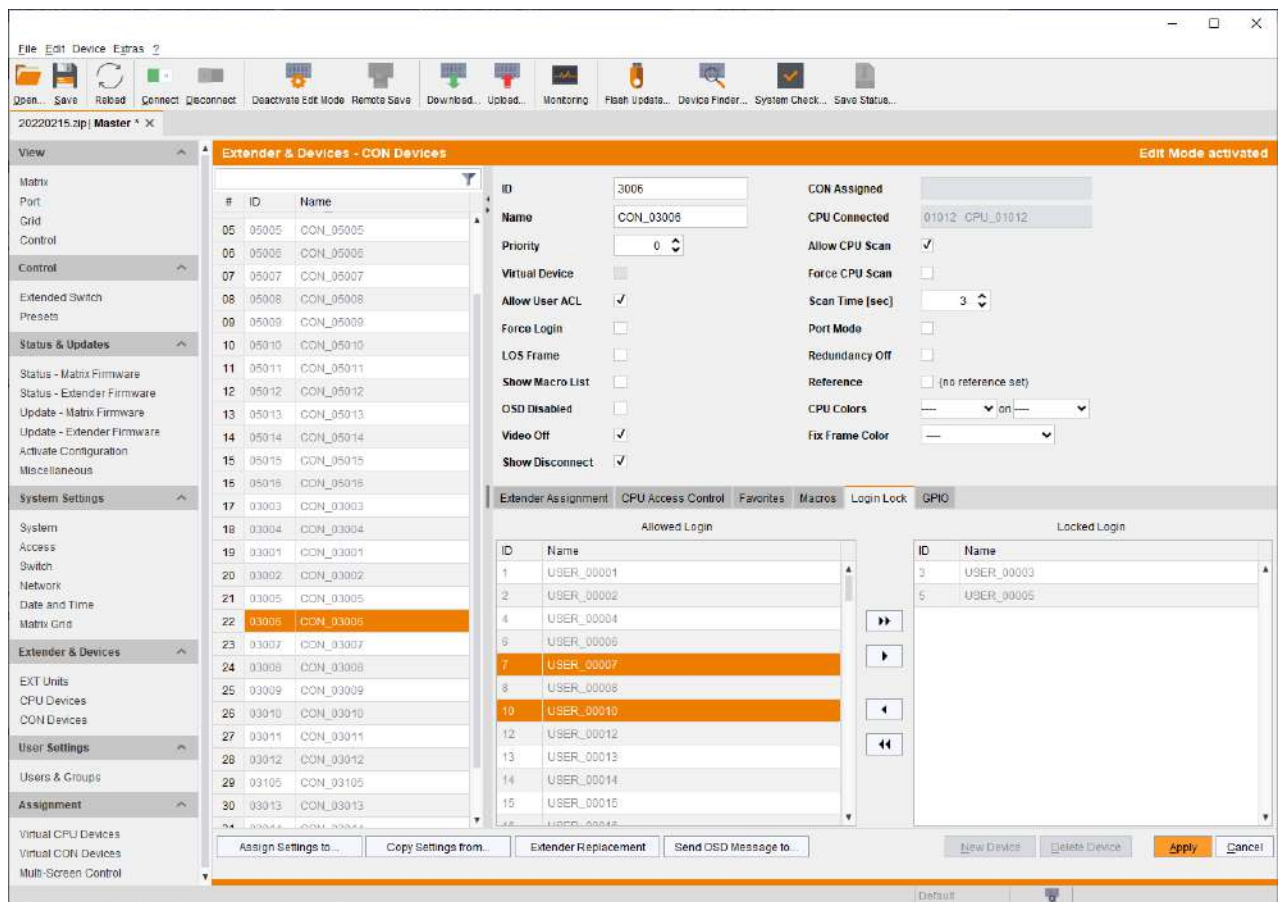 File Edit Device Extras ?
Open... Save Reload Connect Disconnect Deactivate Edit Mode Remote Save Download... Upload... Monitoring Flash Update... Device Finder... System Check... Save Status...
20220215.zip| Master * X
View
Matrix
Port
Grid
Control
Control
Extended Switch
Presets
Status & Updates
Status - Matrix Firmware
Status - Extender Firmware
Update - Matrix Firmware
Update - Extender Firmware
Activate Configuration
Miscellaneous
System Settings
System
Access
Switch
Network
Date and Time
Matrix Grid
Extender & Devices
EXT Units
CPU Devices
CON Devices
User Settings
Users & Groups
Assignment
Virtual CPU Devices
Virtual CON Devices
Multi-Screen Control
Extender & Devices - CON Devices Edit Mode activated
# ID Name
05 05005 CON_05005
06 05006 CON_05006
07 05007 CON_05007
08 05008 CON_05008
09 05009 CON_05009
10 05010 CON_05010
11 05011 CON_05011
12 05012 CON_05012
13 05013 CON_05013
14 05014 CON_05014
15 05015 CON_05015
16 05016 CON_05016
17 03003 CON_03003
18 03004 CON_03004
19 03001 CON_03001
20 03002 CON_03002
21 03005 CON_03005
22 03006 CON_03006
23 03007 CON_03007
24 03008 CON_03008
25 03009 CON_03009
26 03010 CON_03010
27 03011 CON_03011
28 03012 CON_03012
29 03105 CON_03105
30 03013 CON_03013
ID 3006 CON Assigned
Name CON_03006 CPU Connected 01012 CPU_01012
Priority 0 Allow CPU Scan
Virtual Device Force CPU Scan
Allow User ACL Scan Time [sec] 3
Force Login Port Mode
LOS Frame Redundancy Off
Show Macro List Reference (no reference set)
OSD Disabled CPU Colors ---- on ----
Video Off Fix Frame Color ----
Show Disconnect
Extender Assignment CPU Access Control Favorites Macros Login Lock GPIO
Allowed Login Locked Login
ID Name ID Name
1 USER_00001 3 USER_00003
2 USER_00002 5 USER_00005
4 USER_00004
6 USER_00006
7 USER_00007
8 USER_00008
10 USER_00010
12 USER_00012
13 USER_00013
14 USER_00014
15 USER_00015
Assign Settings to... Copy Settings from... Extender Replacement Send OSD Message to... New Device Delete Device Apply Cancel
Default